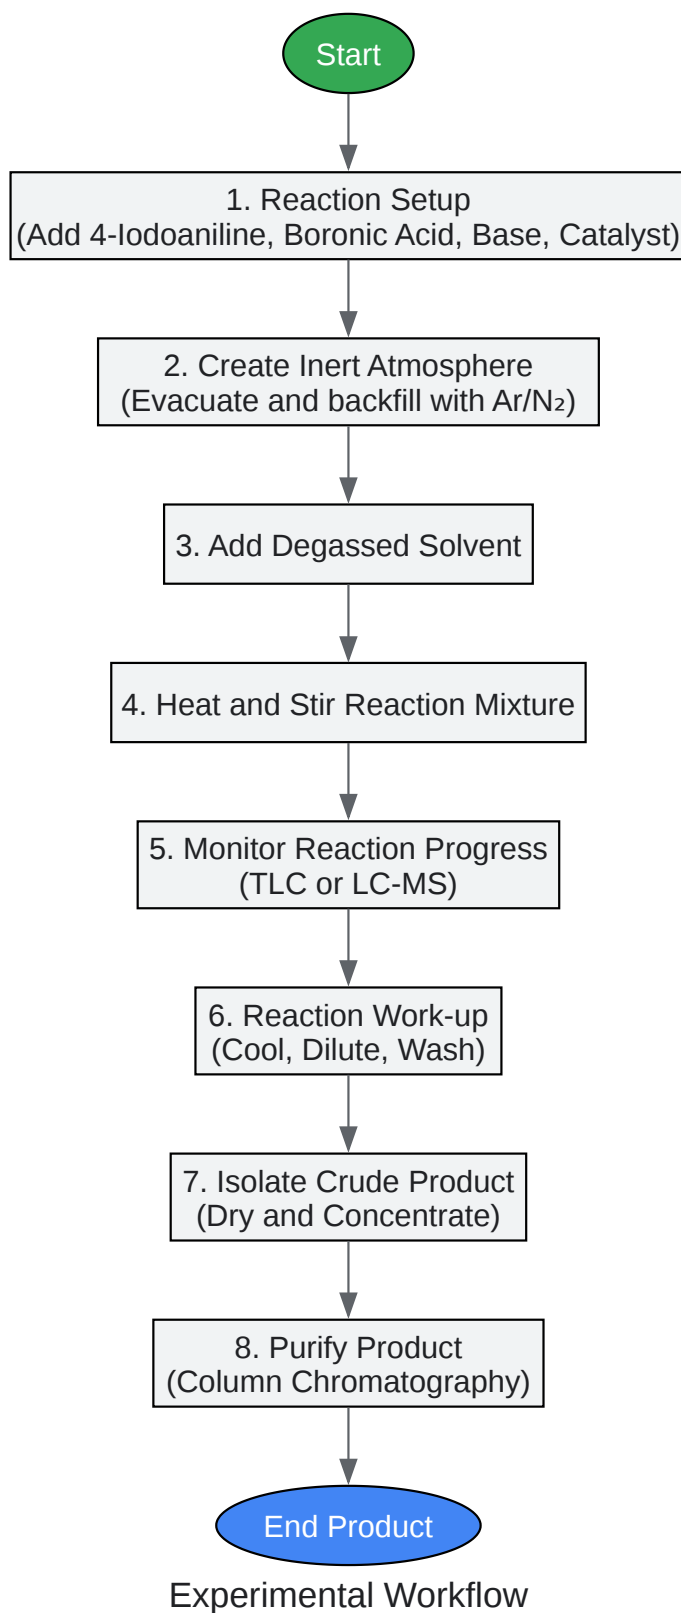 Start
1. Reaction Setup
(Add 4-Iodoaniline, Boronic Acid, Base, Catalyst)
2. Create Inert Atmosphere
(Evacuate and backfill with Ar/N₂)
3. Add Degassed Solvent
4. Heat and Stir Reaction Mixture
5. Monitor Reaction Progress
(TLC or LC-MS)
6. Reaction Work-up
(Cool, Dilute, Wash)
7. Isolate Crude Product
(Dry and Concentrate)
8. Purify Product
(Column Chromatography)
End Product
Experimental Workflow